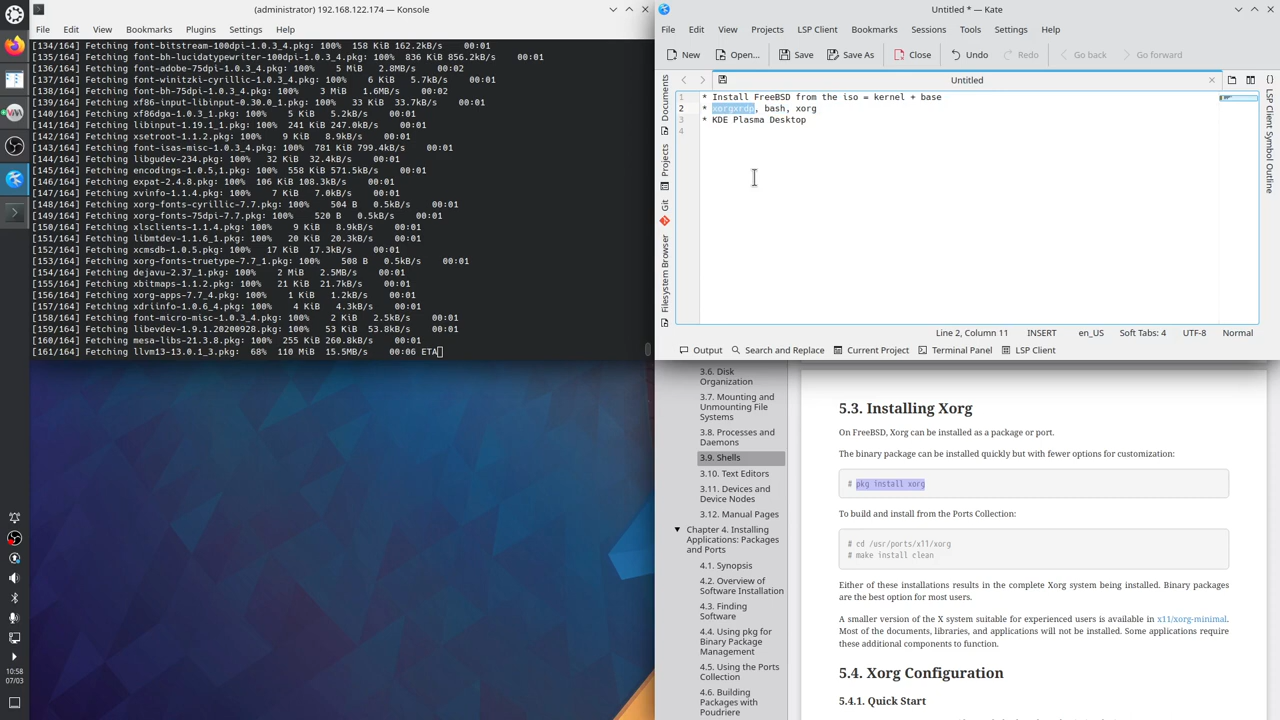 (administrator) 192.168.122.174 — Konsole
File Edit View Bookmarks Plugins Settings Help
[134/164] Fetching font-bitstream-100dpi-1.0.3_4.pkg: 100% 158 KiB 162.2kB/s 00:01
[135/164] Fetching font-bh-lucidatypewriter-100dpi-1.0.3_4.pkg: 100% 836 KiB 856.2kB/s 00:01
[136/164] Fetching font-adobe-75dpi-1.0.3_4.pkg: 100% 5 MiB 2.8MB/s 00:02
[137/164] Fetching font-winitzki-cyrillic-1.0.3_4.pkg: 100% 6 KiB 5.7kB/s 00:01
[138/164] Fetching font-bh-75dpi-1.0.3_4.pkg: 100% 3 MiB 1.6MB/s 00:02
[139/164] Fetching xf86-input-libinput-0.30.0_1.pkg: 100% 33 KiB 33.7kB/s 00:01
[140/164] Fetching xf86dga-1.0.3_1.pkg: 100% 5 KiB 5.0kB/s 00:01
[141/164] Fetching libinput-1.19.1_1.pkg: 100% 241 KiB 247.0kB/s 00:01
[142/164] Fetching xsetroot-1.1.2.pkg: 100% 9 KiB 8.9kB/s 00:01
[143/164] Fetching font-isas-misc-1.0.3_4.pkg: 100% 781 KiB 799.4kB/s 00:01
[144/164] Fetching libgudev-234.pkg: 100% 32 KiB 32.4kB/s 00:01
[145/164] Fetching encodings-1.0.5,1.pkg: 100% 558 KiB 571.5kB/s 00:01
[146/164] Fetching expat-2.4.8.pkg: 100% 106 KiB 108.3kB/s 00:01
[147/164] Fetching xvinfo-1.1.4.pkg: 100% 7 KiB 7.0kB/s 00:01
[148/164] Fetching xorg-fonts-cyrillic-7.7.pkg: 100% 504 B 0.5kB/s 00:01
[149/164] Fetching xorg-fonts-75dpi-7.7.pkg: 100% 520 B 0.5kB/s 00:01
[150/164] Fetching xlsclients-1.1.4.pkg: 100% 9 KiB 8.9kB/s 00:01
[151/164] Fetching libmtdev-1.1.6_1.pkg: 100% 20 KiB 20.3kB/s 00:01
[152/164] Fetching xcmsdb-1.0.5.pkg: 100% 17 KiB 17.3kB/s 00:01
[153/164] Fetching xorg-fonts-truetype-7.7_1.pkg: 100% 508 B 0.5kB/s 00:01
[154/164] Fetching dejavu-2.37_1.pkg: 100% 2 MiB 2.5MB/s 00:01
[155/164] Fetching xbitmaps-1.1.2.pkg: 100% 21 KiB 21.7kB/s 00:01
[156/164] Fetching xorg-apps-7.7_4.pkg: 100% 1 KiB 1.2kB/s 00:01
[157/164] Fetching xdriinfo-1.0.6_4.pkg: 100% 4 KiB 4.3kB/s 00:01
[158/164] Fetching font-micro-misc-1.0.3_4.pkg: 100% 2 KiB 2.5kB/s 00:01
[159/164] Fetching libevdev-1.9.1.20200928.pkg: 100% 53 KiB 53.8kB/s 00:01
[160/164] Fetching mesa-libs-21.3.8.pkg: 100% 255 KiB 260.8kB/s 00:01
[161/164] Fetching llvm13-13.0.1_3.pkg: 68% 110 MiB 15.5MB/s 00:06 ETA
10:58
07/03
Untitled * — Kate
File Edit View Projects LSP Client Bookmarks Sessions Tools Settings Help
New Open... Save Save As Close Undo Redo Go back Go forward
Untitled
Documents
Projects
Git
Filesystem Browser
1 * Install FreeBSD from the iso = kernel + base
2 * xorgxrdp, bash, xorg
3 * KDE Plasma Desktop
4
LSP Client Symbol Outline
Line 2, Column 11 INSERT en_US Soft Tabs: 4 UTF-8 Normal
Output Search and Replace Current Project Terminal Panel LSP Client
3.6. Disk
Organization
3.7. Mounting and
Unmounting File
Systems
3.8. Processes and
Daemons
3.9. Shells
3.10. Text Editors
3.11. Devices and
Device Nodes
3.12. Manual Pages
Chapter 4. Installing
Applications: Packages
and Ports
4.1. Synopsis
4.2. Overview of
Software Installation
4.3. Finding
Software
4.4. Using pkg for
Binary Package
Management
4.5. Using the Ports
Collection
4.6. Building
Packages with
Poudriere
5.3. Installing Xorg
On FreeBSD, Xorg can be installed as a package or port.
The binary package can be installed quickly but with fewer options for customization:
# pkg install xorg
To build and install from the Ports Collection:
# cd /usr/ports/x11/xorg
# make install clean
Either of these installations results in the complete Xorg system being installed. Binary packages
are the best option for most users.
A smaller version of the X system suitable for experienced users is available in x11/xorg-minimal.
Most of the documents, libraries, and applications will not be installed. Some applications require
these additional components to function.
5.4. Xorg Configuration
5.4.1. Quick Start